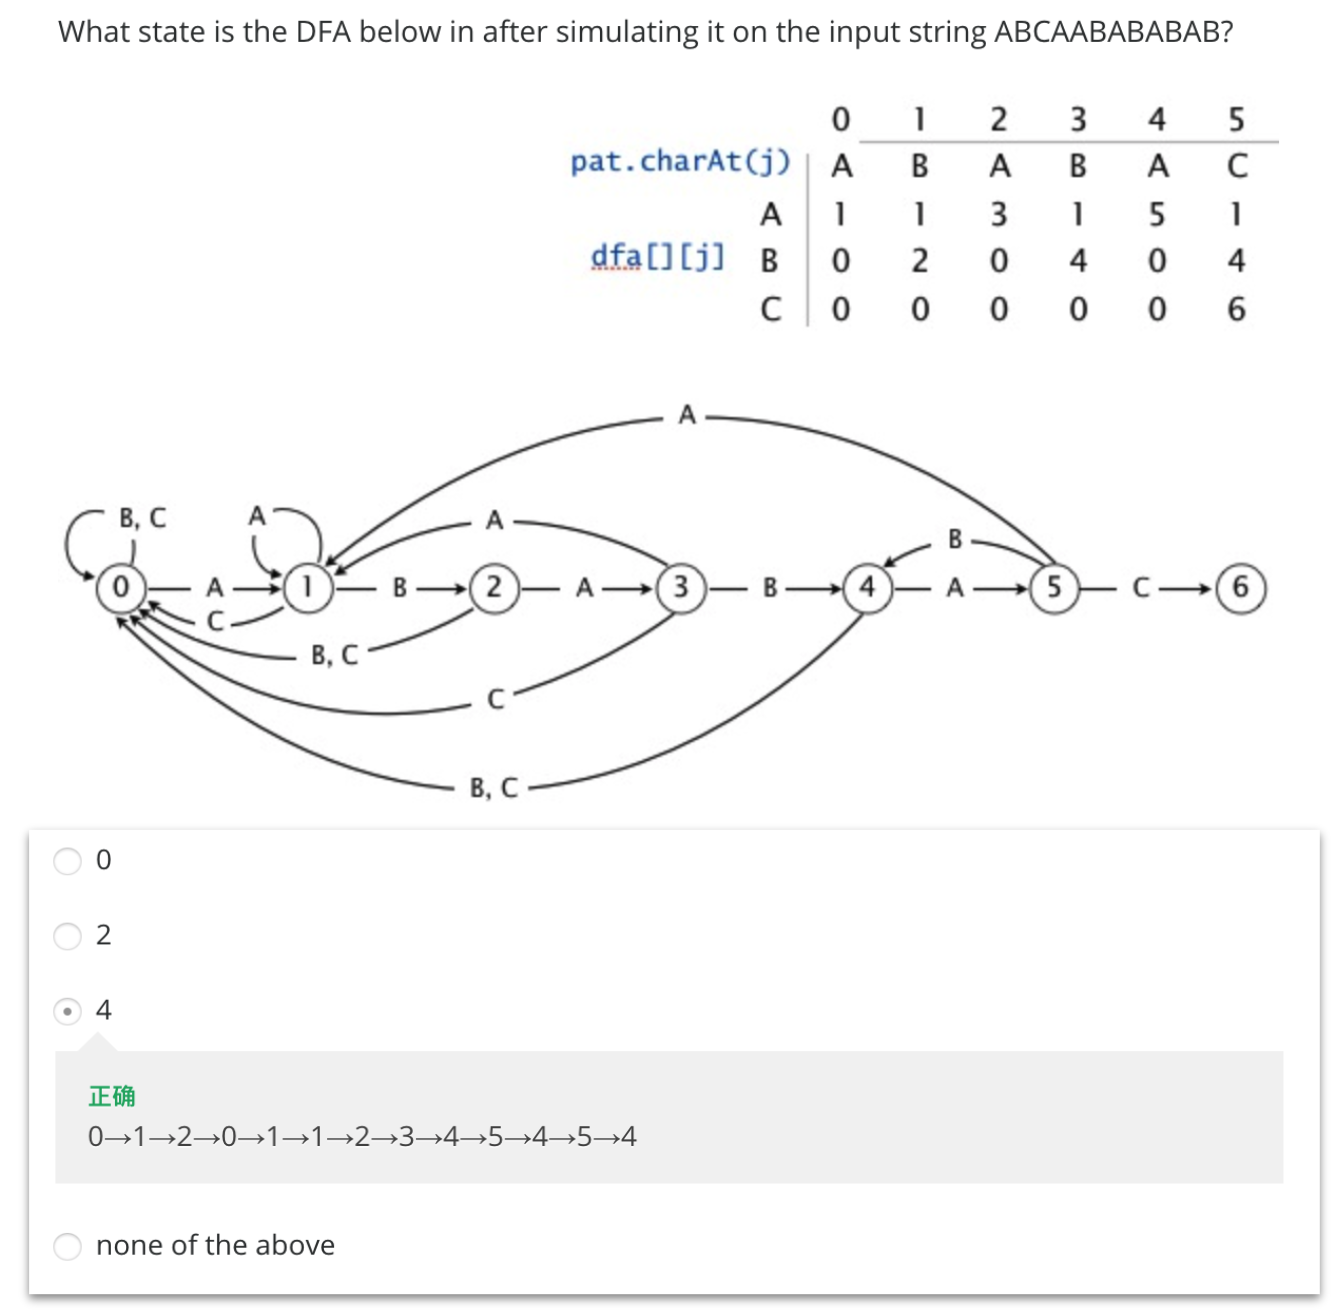 What state is the DFA below in after simulating it on the input string ABCAABABABAB?
0 1 2 3 4 5
pat.charAt(j) A B A B A C
A 1 1 3 1 5 1
dfa[][j] B 0 2 0 4 0 4
C 0 0 0 0 0 6
A
B, C A A B
0 A 1 B 2 A 3 B 4 A 5 C 6
C
B, C
C
B, C
0
2
4
正确
0→1→2→0→1→1→2→3→4→5→4→5→4
none of the above